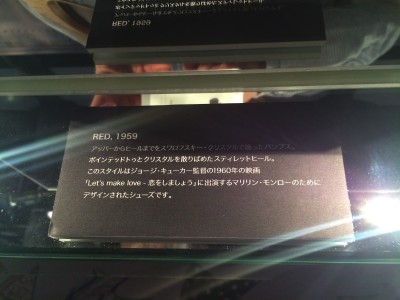 RED, 1959
アッパーからヒールまでをスワロフスキー・クリスタルで飾ったパンプス。
ポインテッドトゥとクリスタルを散りばめたスティレットヒール。
このスタイルはジョージ・キューカー監督の1960年の映画
「Let's make love - 恋をしましょう」に出演するマリリン・モンローのために
デザインされたシューズです。